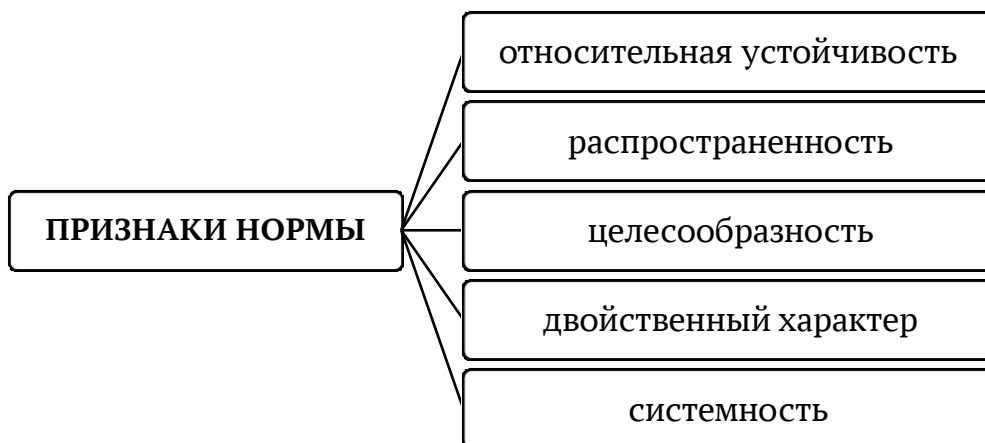 относительная устойчивость
распространенность
ПРИЗНАКИ НОРМЫ
целесообразность
двойственный характер
системность